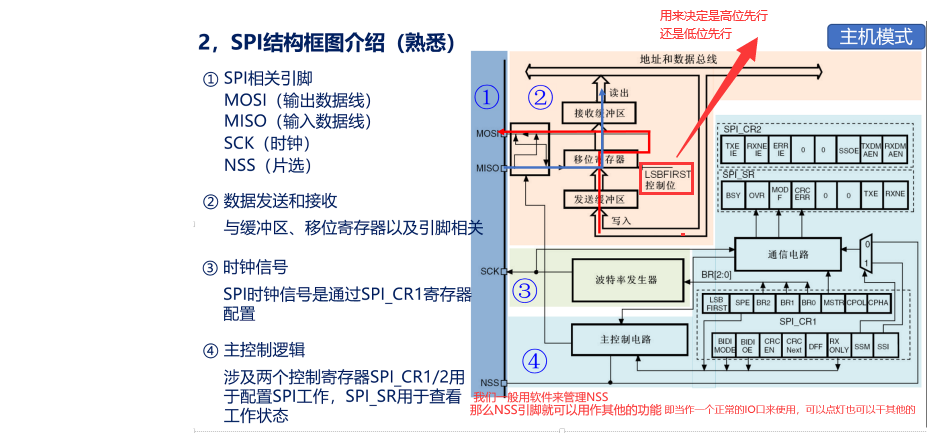 用来决定是高位先行
还是低位先行
主机模式
2，SPI结构框图介绍（熟悉）
① SPI相关引脚
MOSI（输出数据线）
MISO（输入数据线）
SCK（时钟）
NSS（片选）
② 数据发送和接收
与缓冲区、移位寄存器以及引脚相关
③ 时钟信号
SPI时钟信号是通过SPI_CR1寄存器
配置
④ 主控制逻辑
涉及两个控制寄存器SPI_CR1/2用
于配置SPI工作，SPI_SR用于查看
工作状态
①
②
地址和数据总线
读出
接收缓冲区
MOSI
移位寄存器
MISO
LSBFIRST
控制位
发送缓冲区
写入
SPI_CR2
TXE IE
RXNE IE
ERR IE
0
0
SSOE
TXDM AEN
RXDM AEN
SPI_SR
BSY
OVR
MOD F
CRC ERR
0
0
TXE
RXNE
通信电路
0
1
SCK
③
波特率发生器
BR[2:0]
LSB FIRST
SPE
BR2
BR1
BR0
MSTR
CPOL
CPHA
SPI_CR1
主控制电路
④
BIDI MODE
BIDI OE
CRC EN
CRC Next
DFF
RX ONLY
SSM
SSI
NSS
我们一般用软件来管理NSS
那么NSS引脚就可以用作其他的功能 即当作一个正常的IO口来使用，可以点灯也可以干其他的